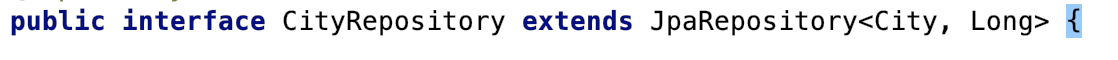 public interface CityRepository extends JpaRepository<City, Long> {